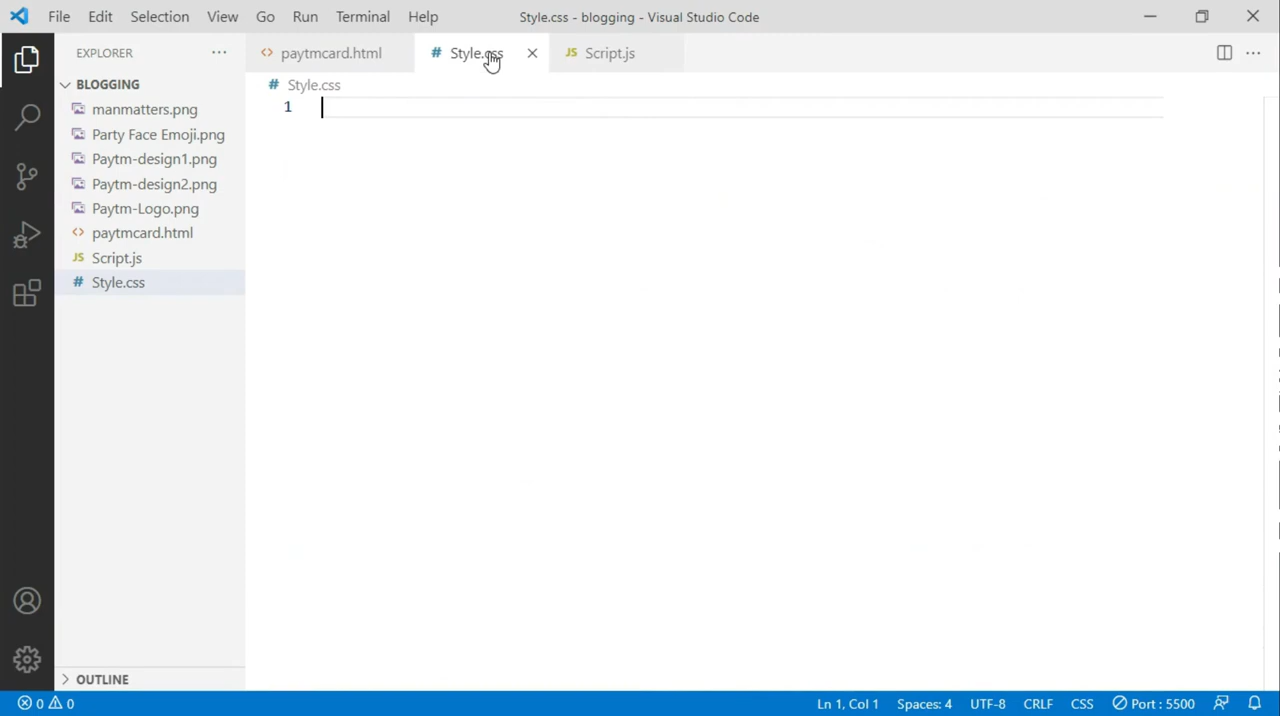 File Edit Selection View Go Run Terminal Help Style.css - blogging - Visual Studio Code
EXPLORER
paytmcard.html
# Style.css
JS Script.js
# Style.css
BLOGGING
1
manmatters.png
Party Face Emoji.png
Paytm-design1.png
Paytm-design2.png
Paytm-Logo.png
<> paytmcard.html
JS Script.js
# Style.css
OUTLINE
0 0 Ln 1, Col 1 Spaces: 4 UTF-8 CRLF CSS Port : 5500